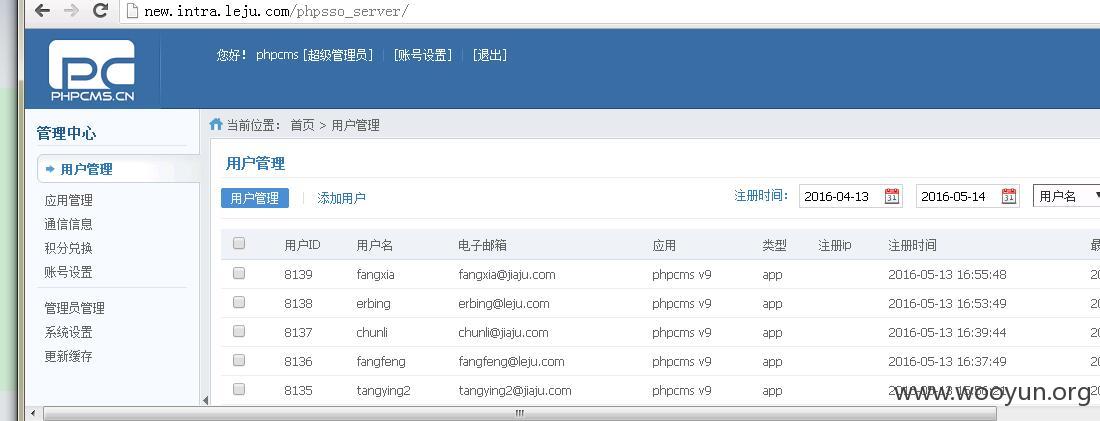 new.intra.leju.com/phpsso_server/
PC
PHPCMS.CN
您好！ phpcms [超级管理员] [账号设置] [退出]
管理中心
用户管理
应用管理
通信信息
积分兑换
账号设置
管理员管理
系统设置
更新缓存
当前位置： 首页 > 用户管理
用户管理
用户管理 添加用户 注册时间： 2016-04-13 2016-05-14 用户名
用户ID 用户名 电子邮箱 应用 类型 注册ip 注册时间
8139 fangxia fangxia@jiaju.com phpcms v9 app 2016-05-13 16:55:48
8138 erbing erbing@leju.com phpcms v9 app 2016-05-13 16:53:49
8137 chunli chunli@jiaju.com phpcms v9 app 2016-05-13 16:39:44
8136 fangfeng fangfeng@leju.com phpcms v9 app 2016-05-13 16:37:49
8135 tangying2 tangying2@jiaju.com phpcms v9 app
www.wooyun.org